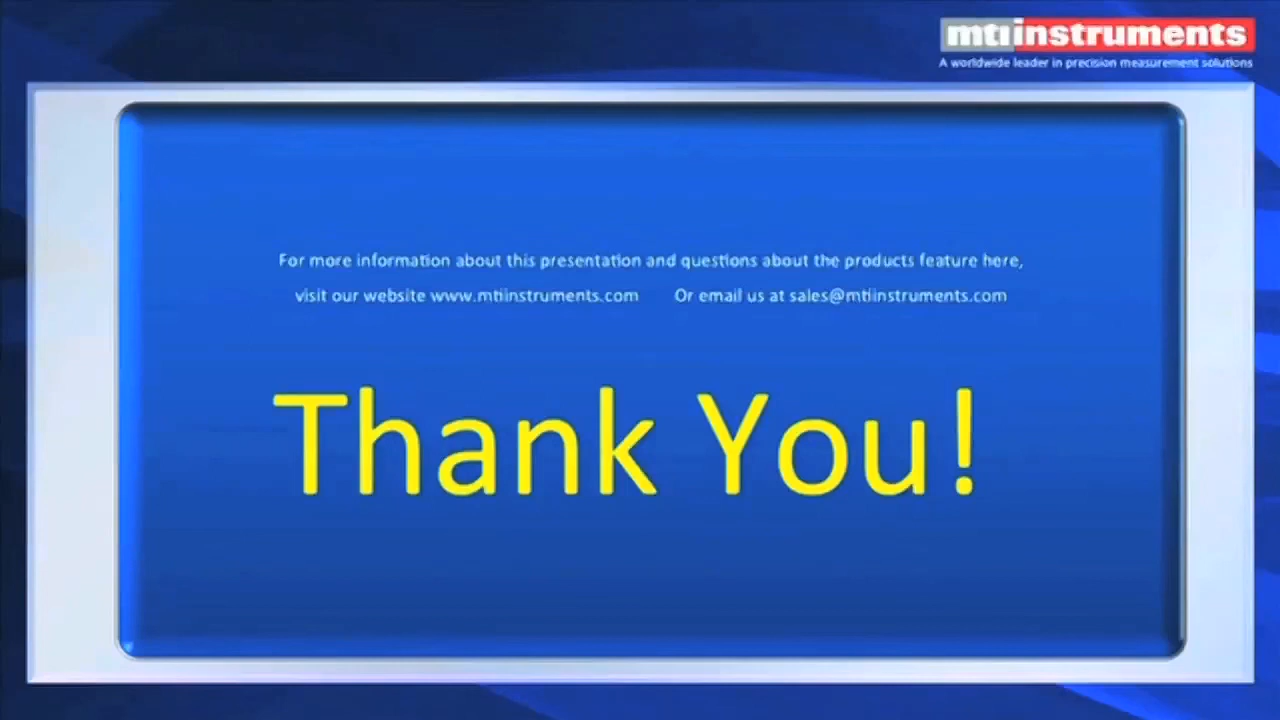 mtiinstruments
A worldwide leader in precision measurement solutions
For more information about this presentation and questions about the products feature here,
visit our website www.mtiinstruments.com Or email us at sales@mtiinstruments.com
Thank You!